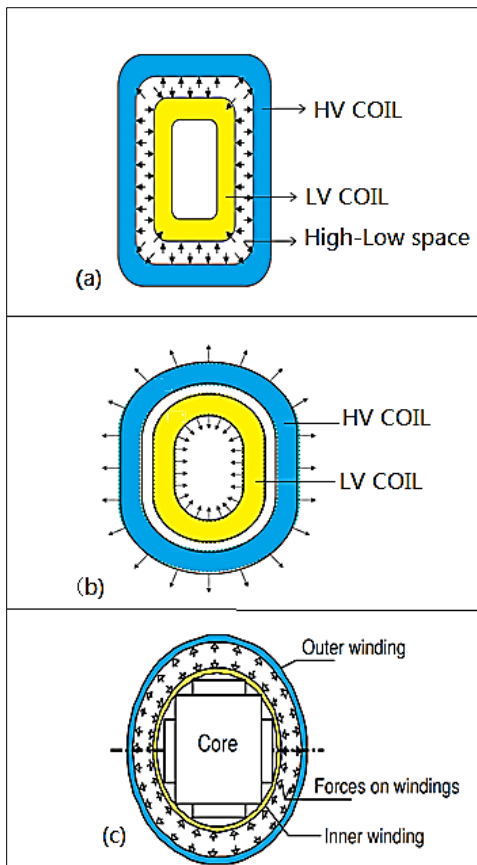 HV COIL
LV COIL
High-Low space
(a)
HV COIL
LV COIL
(b)
Outer winding
Core
Forces on windings
Inner winding
(c)